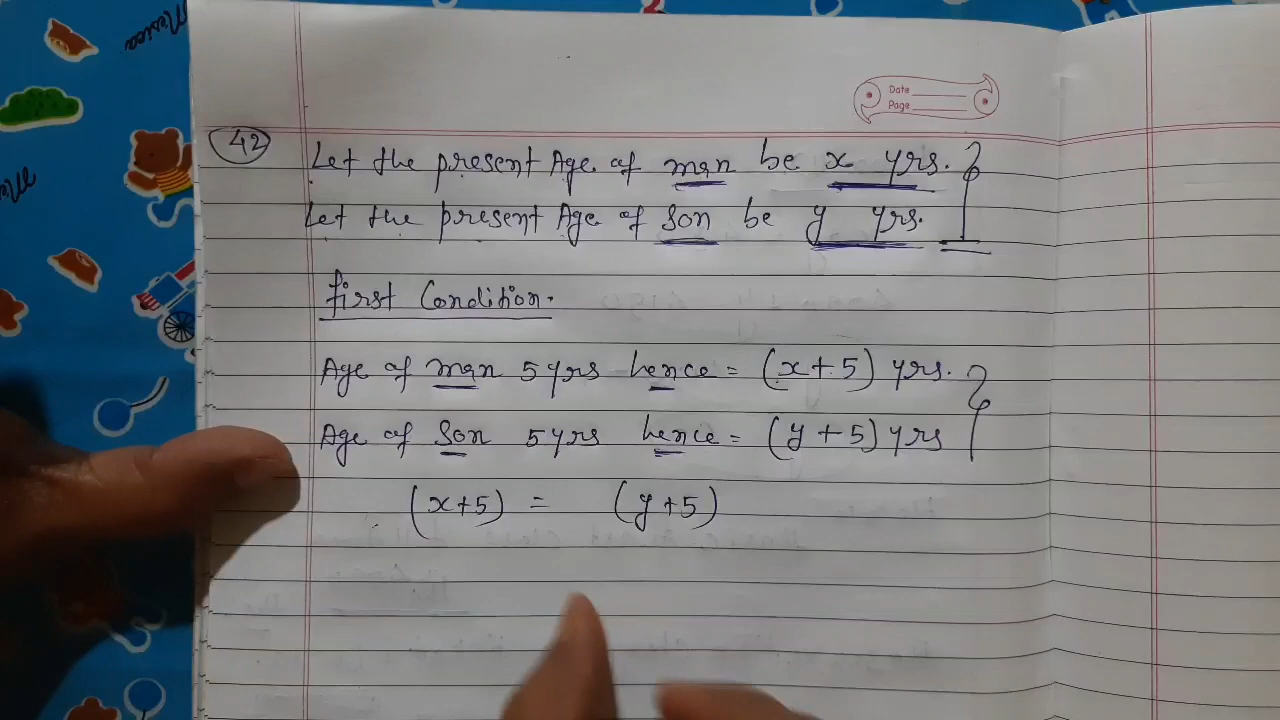 Date
Page
42
Let the present Age of man be x yrs.
Let the present Age of son be y yrs.
first Condition.
Age of man 5 yrs hence = (x+5) yrs.
Age of Son 5 yrs hence = (y+5) yrs
(x+5) = (y+5)